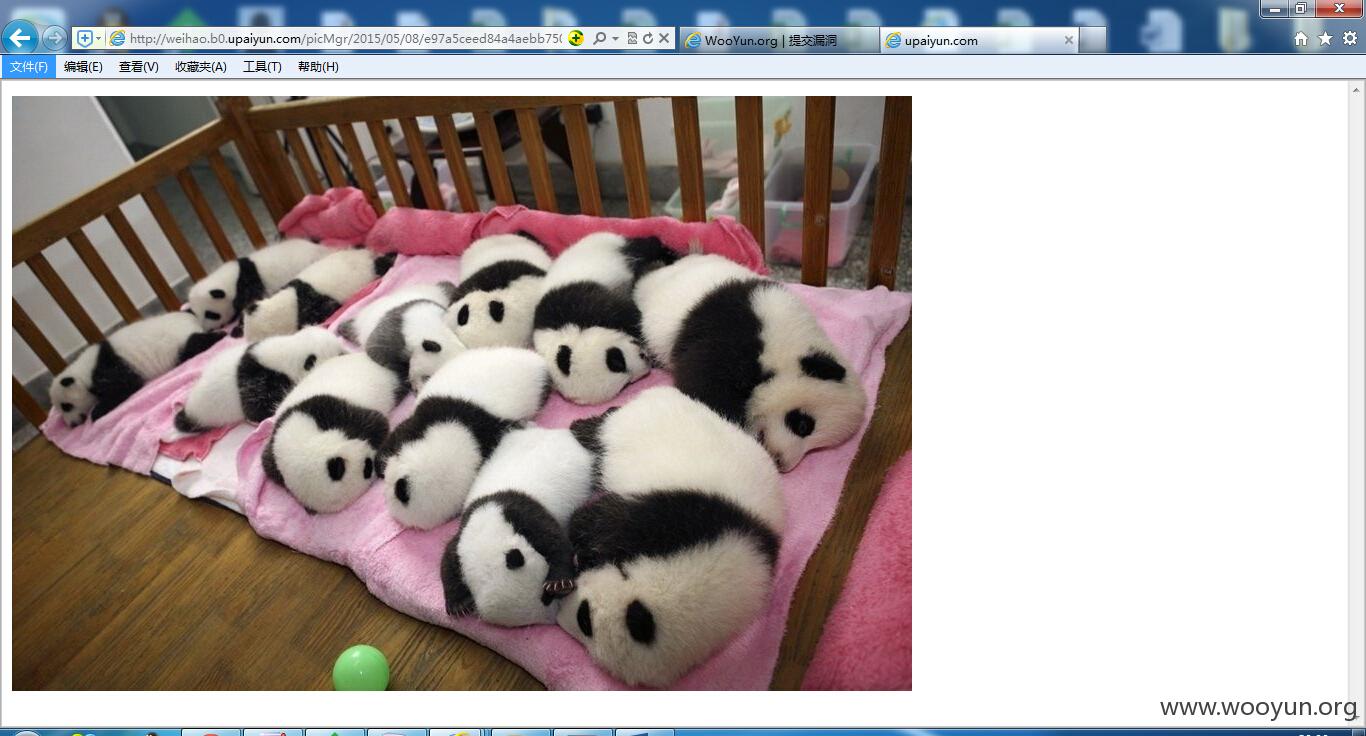 http://weihao.b0.upaiyun.com/picMgr/2015/05/08/e97a5ceed84a4aebb750
WooYun.org | 提交漏洞
upaiyun.com
文件(F) 编辑(E) 查看(V) 收藏夹(A) 工具(T) 帮助(H)
www.wooyun.org